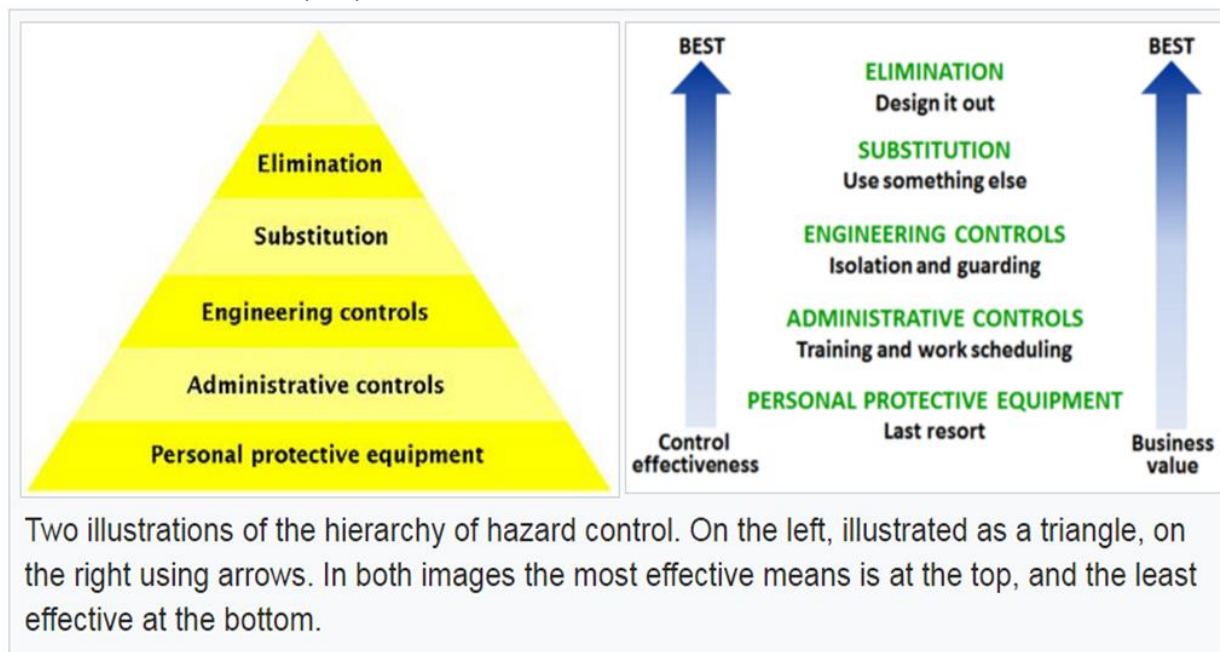 Elimination
Substitution
Engineering controls
Administrative controls
Personal protective equipment
BEST
BEST
ELIMINATION
Design it out
SUBSTITUTION
Use something else
ENGINEERING CONTROLS
Isolation and guarding
ADMINISTRATIVE CONTROLS
Training and work scheduling
PERSONAL PROTECTIVE EQUIPMENT
Last resort
Control
effectiveness
Business
value
Two illustrations of the hierarchy of hazard control. On the left, illustrated as a triangle, on
the right using arrows. In both images the most effective means is at the top, and the least
effective at the bottom.